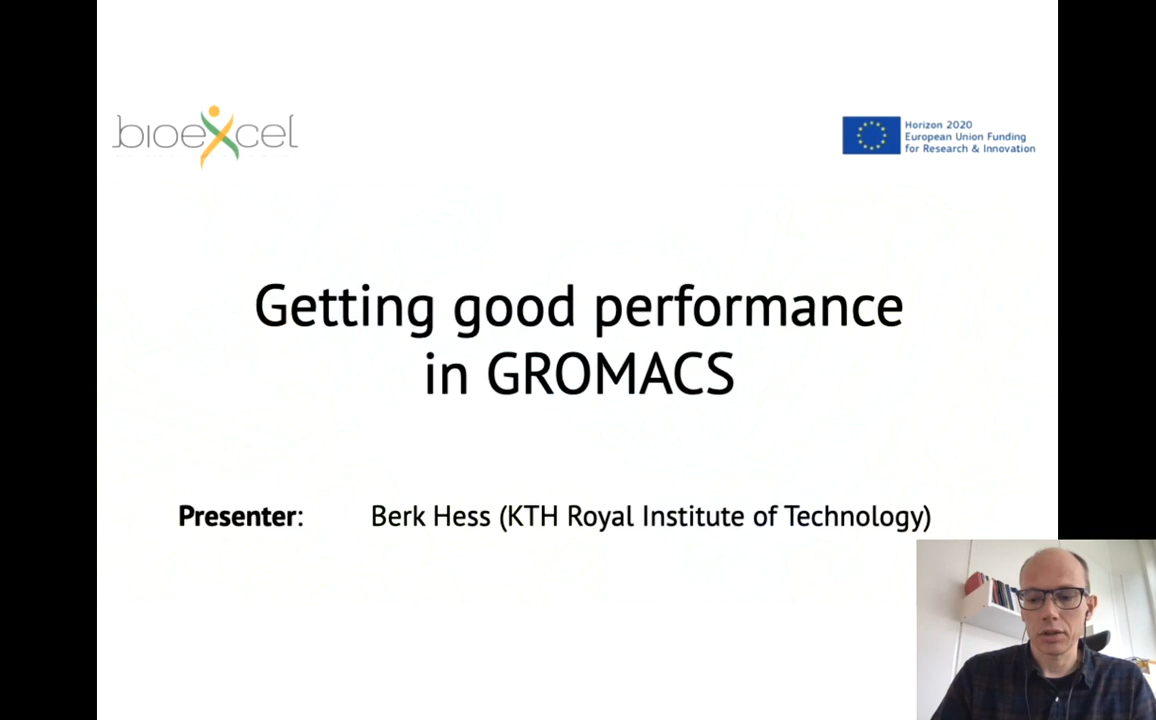 bioexcel
Horizon 2020
European Union Funding
for Research & Innovation
Getting good performance
in GROMACS
Presenter: Berk Hess (KTH Royal Institute of Technology)